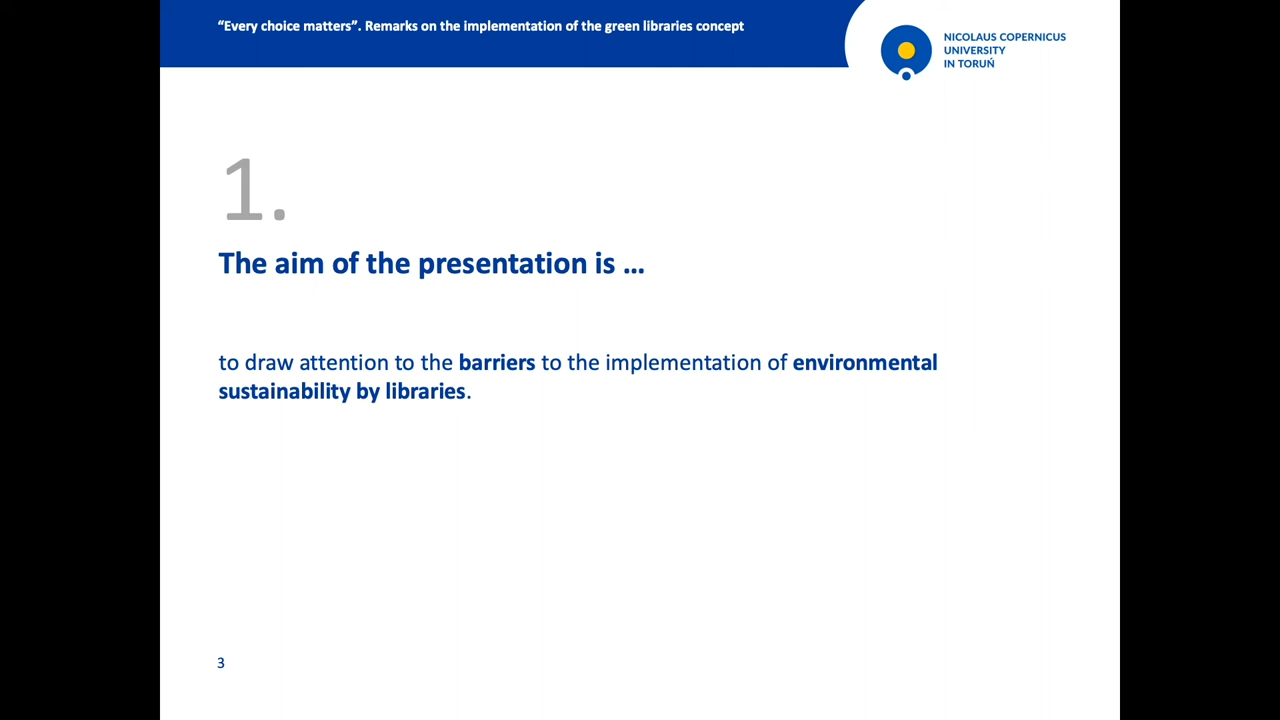 “Every choice matters”. Remarks on the implementation of the green libraries concept
NICOLAUS COPERNICUS
UNIVERSITY
IN TORUŃ
1.
The aim of the presentation is ...
to draw attention to the barriers to the implementation of environmental
sustainability by libraries.
3